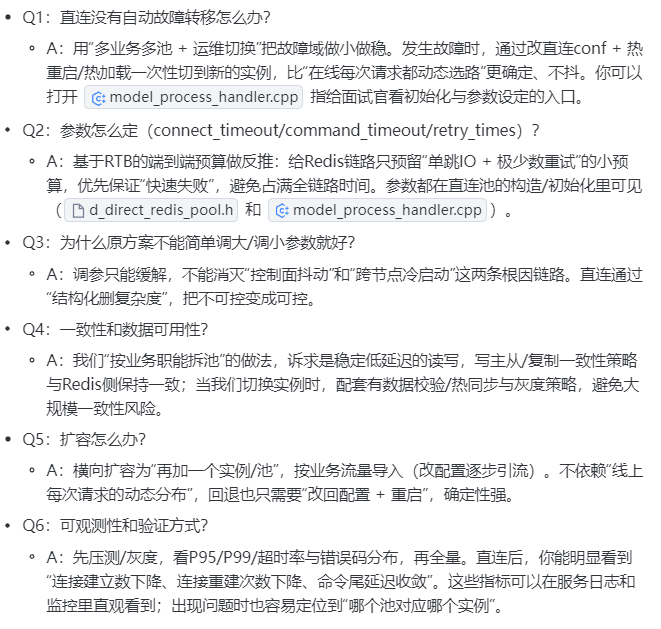 Q1：直连没有自动故障转移怎么办？
A：用“多业务多池 + 运维切换”把故障域做小做稳。发生故障时，通过改直连conf + 热
重启/热加载一次性切到新的实例，比“在线每次请求都动态选路”更确定、不抖。你可以
打开 model_process_handler.cpp 指给面试官看初始化与参数设定的入口。
Q2：参数怎么定（connect_timeout/command_timeout/retry_times）？
A：基于RTB的端到端预算做反推：给Redis链路只预留“单跳IO + 极少数重试”的小预
算，优先保证“快速失败”，避免占满全链路时间。参数都在直连池的构造/初始化里可见
（ d_direct_redis_pool.h 和 model_process_handler.cpp ）。
Q3：为什么原方案不能简单调大/调小参数就好？
A：调参只能缓解，不能消灭“控制面抖动”和“跨节点冷启动”这两条根因链路。直连通过
“结构化删复杂度”，把不可控变成可控。
Q4：一致性和数据可用性？
A：我们“按业务职能拆池”的做法，诉求是稳定低延迟的读写，写主从/复制一致性策略
与Redis侧保持一致；当我们切换实例时，配套有数据校验/热同步与灰度策略，避免大
规模一致性风险。
Q5：扩容怎么办？
A：横向扩容为“再加一个实例/池”，按业务流量导入（改配置逐步引流）。不依赖“线上
每次请求的动态分布”，回退也只需要“改回配置 + 重启”，确定性强。
Q6：可观测性和验证方式？
A：先压测/灰度，看P95/P99/超时率与错误码分布，再全量。直连后，你能明显看到
“连接建立数下降、连接重建次数下降、命令尾延迟收敛”。这些指标可以在服务日志和
监控里直观看到；出现问题时也容易定位到“哪个池对应哪个实例”。